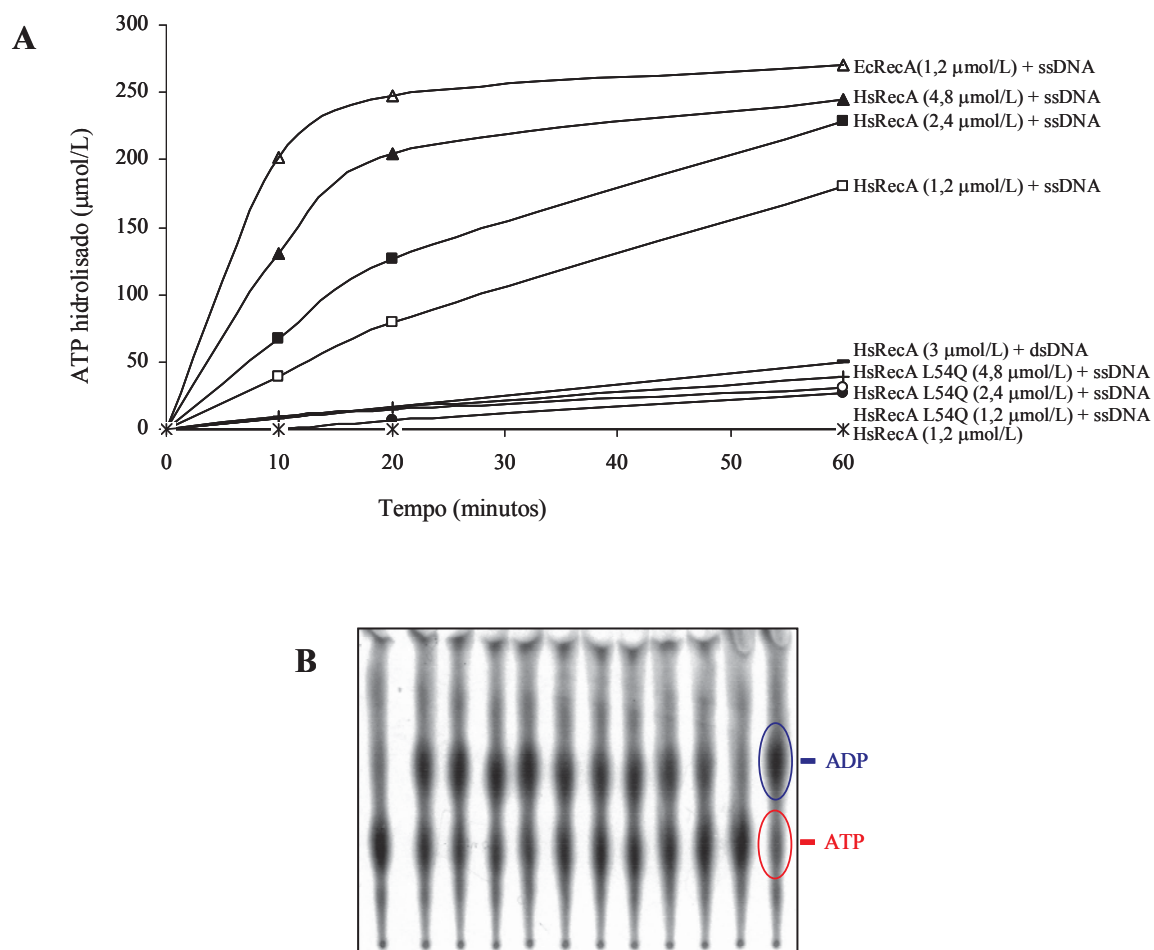 A
300
250
200
150
100
50
0
ATP hidrolisado (μmol/L)
0 10 20 30 40 50 60
Tempo (minutos)
EcRecA(1,2 μmol/L) + ssDNA
HsRecA (4,8 μmol/L) + ssDNA
HsRecA (2,4 μmol/L) + ssDNA
HsRecA (1,2 μmol/L) + ssDNA
HsRecA (3 μmol/L) + dsDNA
HsRecA L54Q (4,8 μmol/L) + ssDNA
HsRecA L54Q (2,4 μmol/L) + ssDNA
HsRecA L54Q (1,2 μmol/L) + ssDNA
HsRecA (1,2 μmol/L)
B
ADP
ATP